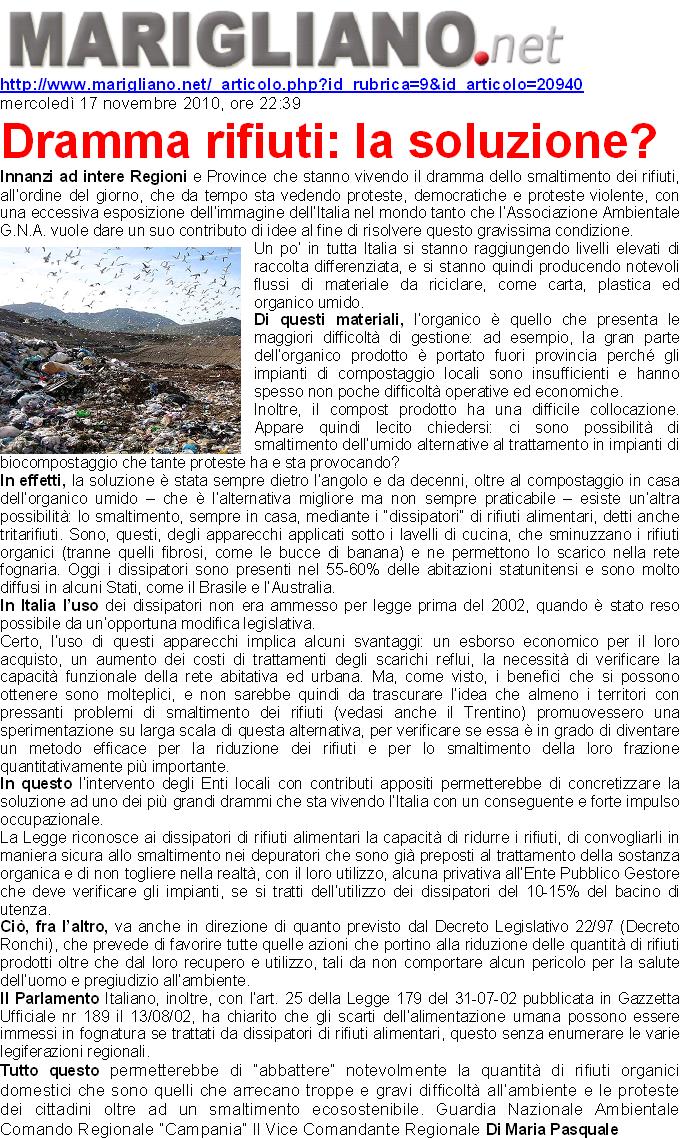 MARIGLIANO.net
http://www.marigliano.net/_articolo.php?id_rubrica=9&id_articolo=20940
mercoledì 17 novembre 2010, ore 22:39
Dramma rifiuti: la soluzione?
Innanzi ad intere Regioni e Province che stanno vivendo il dramma dello smaltimento dei rifiuti,
all'ordine del giorno, che da tempo sta vedendo proteste, democratiche e proteste violente, con
una eccessiva esposizione dell'immagine dell'Italia nel mondo tanto che l'Associazione Ambientale
G.N.A. vuole dare un suo contributo di idee al fine di risolvere questo gravissima condizione.
Un po' in tutta Italia si stanno raggiungendo livelli elevati di
raccolta differenziata, e si stanno quindi producendo notevoli
flussi di materiale da riciclare, come carta, plastica ed
organico umido.
Di questi materiali, l'organico è quello che presenta le
maggiori difficoltà di gestione: ad esempio, la gran parte
dell'organico prodotto è portato fuori provincia perché gli
impianti di compostaggio locali sono insufficienti e hanno
spesso non poche difficoltà operative ed economiche.
Inoltre, il compost prodotto ha una difficile collocazione.
Appare quindi lecito chiedersi: ci sono possibilità di
smaltimento dell'umido alternative al trattamento in impianti di
biocompostaggio che tante proteste ha e sta provocando?
In effetti, la soluzione è stata sempre dietro l'angolo e da decenni, oltre al compostaggio in casa
dell'organico umido – che è l'alternativa migliore ma non sempre praticabile – esiste un'altra
possibilità: lo smaltimento, sempre in casa, mediante i "dissipatori" di rifiuti alimentari, detti anche
tritarifiuti. Sono, questi, degli apparecchi applicati sotto i lavelli di cucina, che sminuzzano i rifiuti
organici (tranne quelli fibrosi, come le bucce di banana) e ne permettono lo scarico nella rete
fognaria. Oggi i dissipatori sono presenti nel 55-60% delle abitazioni statunitensi e sono molto
diffusi in alcuni Stati, come il Brasile e l'Australia.
In Italia l'uso dei dissipatori non era ammesso per legge prima del 2002, quando è stato reso
possibile da un'opportuna modifica legislativa.
Certo, l'uso di questi apparecchi implica alcuni svantaggi: un esborso economico per il loro
acquisto, un aumento dei costi di trattamenti degli scarichi reflui, la necessità di verificare la
capacità funzionale della rete abitativa ed urbana. Ma, come visto, i benefici che si possono
ottenere sono molteplici, e non sarebbe quindi da trascurare l'idea che almeno i territori con
pressanti problemi di smaltimento dei rifiuti (vedasi anche il Trentino) promuovessero una
sperimentazione su larga scala di questa alternativa, per verificare se essa è in grado di diventare
un metodo efficace per la riduzione dei rifiuti e per lo smaltimento della loro frazione
quantitativamente più importante.
In questo l'intervento degli Enti locali con contributi appositi permetterebbe di concretizzare la
soluzione ad uno dei più grandi drammi che sta vivendo l'Italia con un conseguente e forte impulso
occupazionale.
La Legge riconosce ai dissipatori di rifiuti alimentari la capacità di ridurre i rifiuti, di convogliarli in
maniera sicura allo smaltimento nei depuratori che sono già preposti al trattamento della sostanza
organica e di non togliere nella realtà, con il loro utilizzo, alcuna privativa all'Ente Pubblico Gestore
che deve verificare gli impianti, se si tratti dell'utilizzo dei dissipatori del 10-15% del bacino di
utenza.
Ciò, fra l'altro, va anche in direzione di quanto previsto dal Decreto Legislativo 22/97 (Decreto
Ronchi), che prevede di favorire tutte quelle azioni che portino alla riduzione delle quantità di rifiuti
prodotti oltre che dal loro recupero e utilizzo, tali da non comportare alcun pericolo per la salute
dell'uomo e pregiudizio all'ambiente.
Il Parlamento Italiano, inoltre, con l'art. 25 della Legge 179 del 31-07-02 pubblicata in Gazzetta
Ufficiale nr 189 il 13/08/02, ha chiarito che gli scarti dell'alimentazione umana possono essere
immessi in fognatura se trattati da dissipatori di rifiuti alimentari, questo senza enumerare le varie
legiferazioni regionali.
Tutto questo permetterebbe di "abbattere" notevolmente la quantità di rifiuti organici
domestici che sono quelli che arrecano troppe e gravi difficoltà all'ambiente e le proteste
dei cittadini oltre ad un smaltimento ecosostenibile. Guardia Nazionale Ambientale
Comando Regionale "Campania" Il Vice Comandante Regionale Di Maria Pasquale